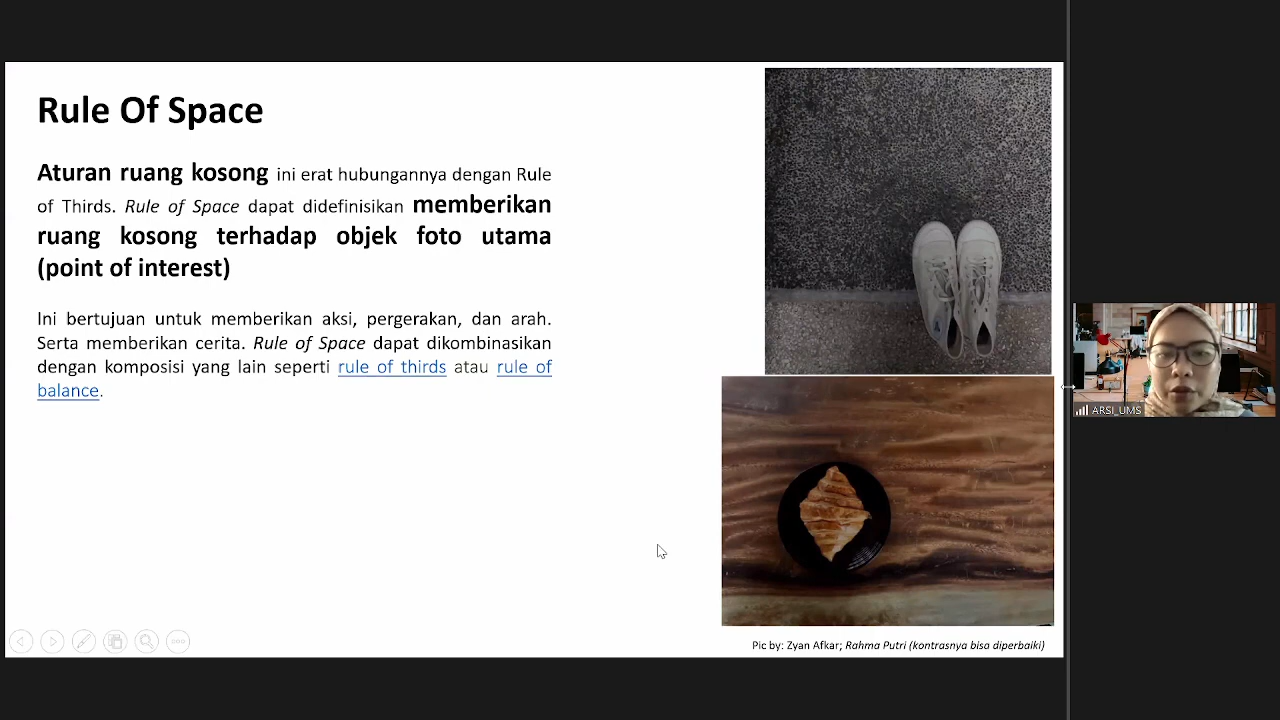 Rule Of Space
Aturan ruang kosong ini erat hubungannya dengan Rule
of Thirds. Rule of Space dapat didefinisikan memberikan
ruang kosong terhadap objek foto utama
(point of interest)
Ini bertujuan untuk memberikan aksi, pergerakan, dan arah.
Serta memberikan cerita. Rule of Space dapat dikombinasikan
dengan komposisi yang lain seperti rule of thirds atau rule of
balance.
ARSI_UMS
Pic by: Zyan Afkar; Rahma Putri (kontrasnya bisa diperbaiki)